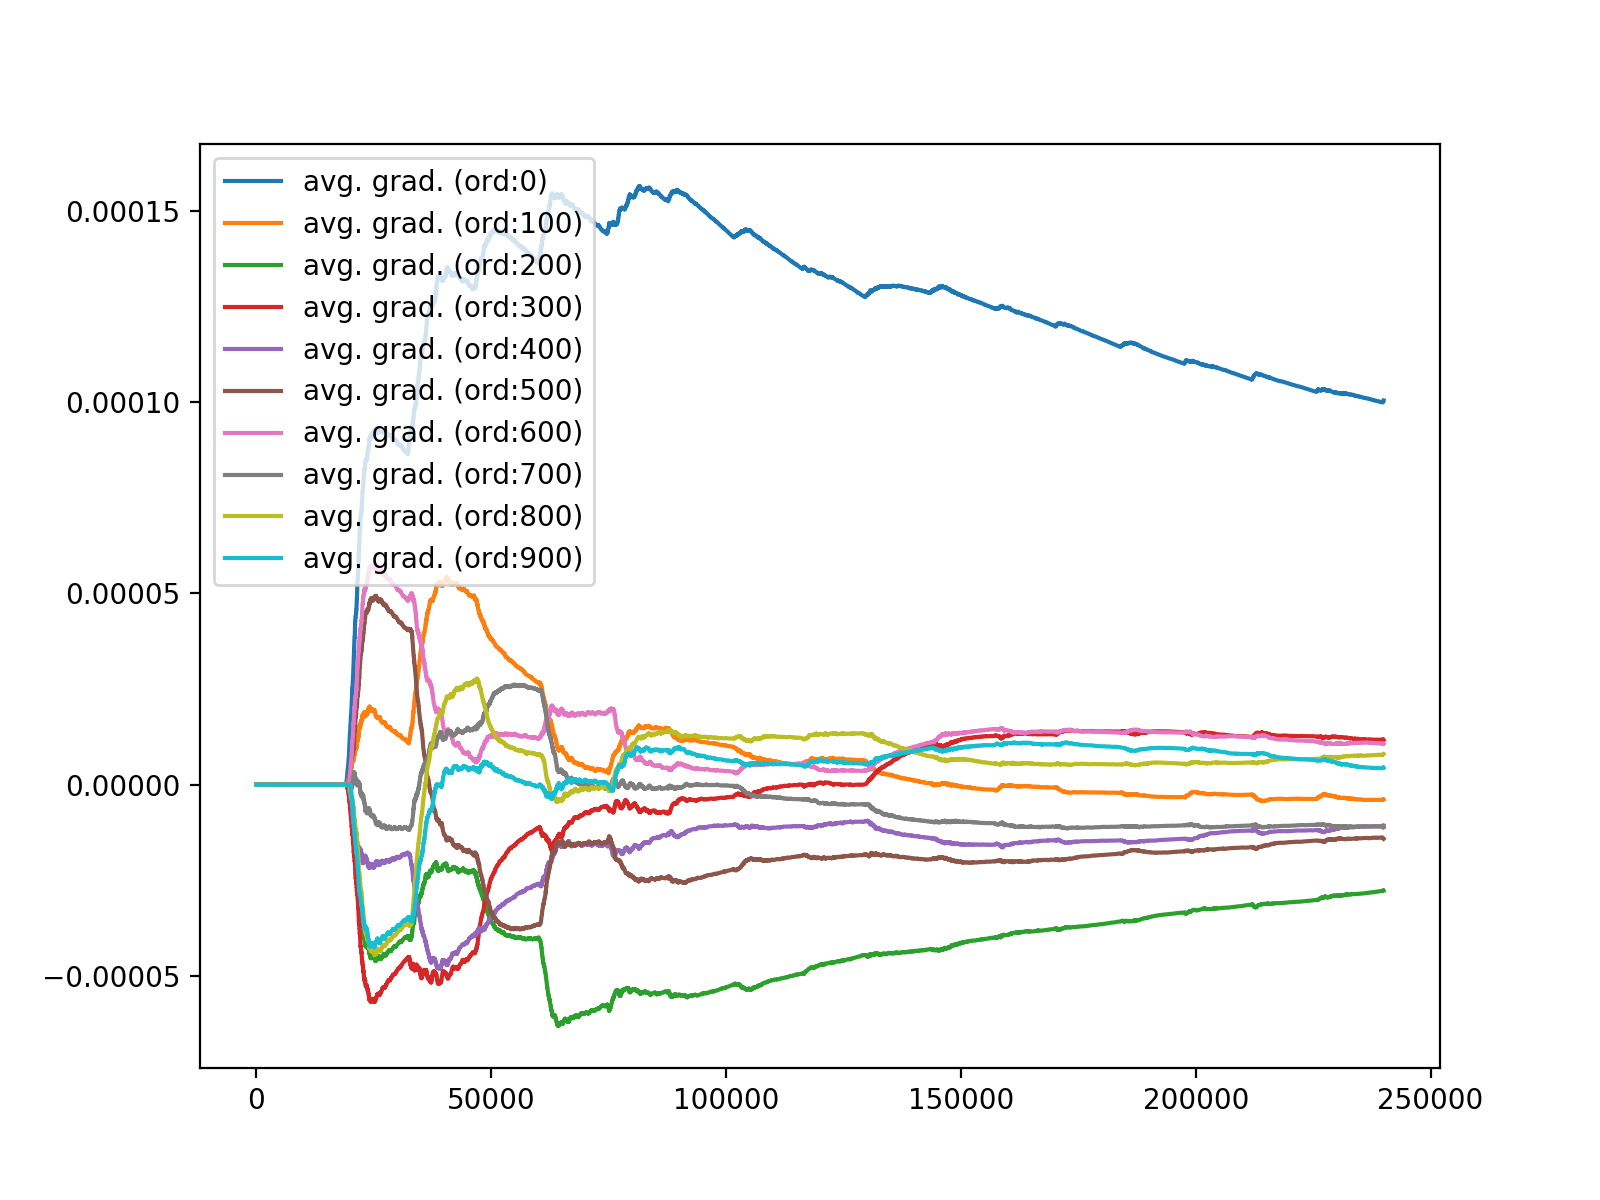 avg. grad. (ord:0)
avg. grad. (ord:100)
avg. grad. (ord:200)
avg. grad. (ord:300)
avg. grad. (ord:400)
avg. grad. (ord:500)
avg. grad. (ord:600)
avg. grad. (ord:700)
avg. grad. (ord:800)
avg. grad. (ord:900)
0.00015
0.00010
0.00005
0.00000
−0.00005
0 50000 100000 150000 200000 250000